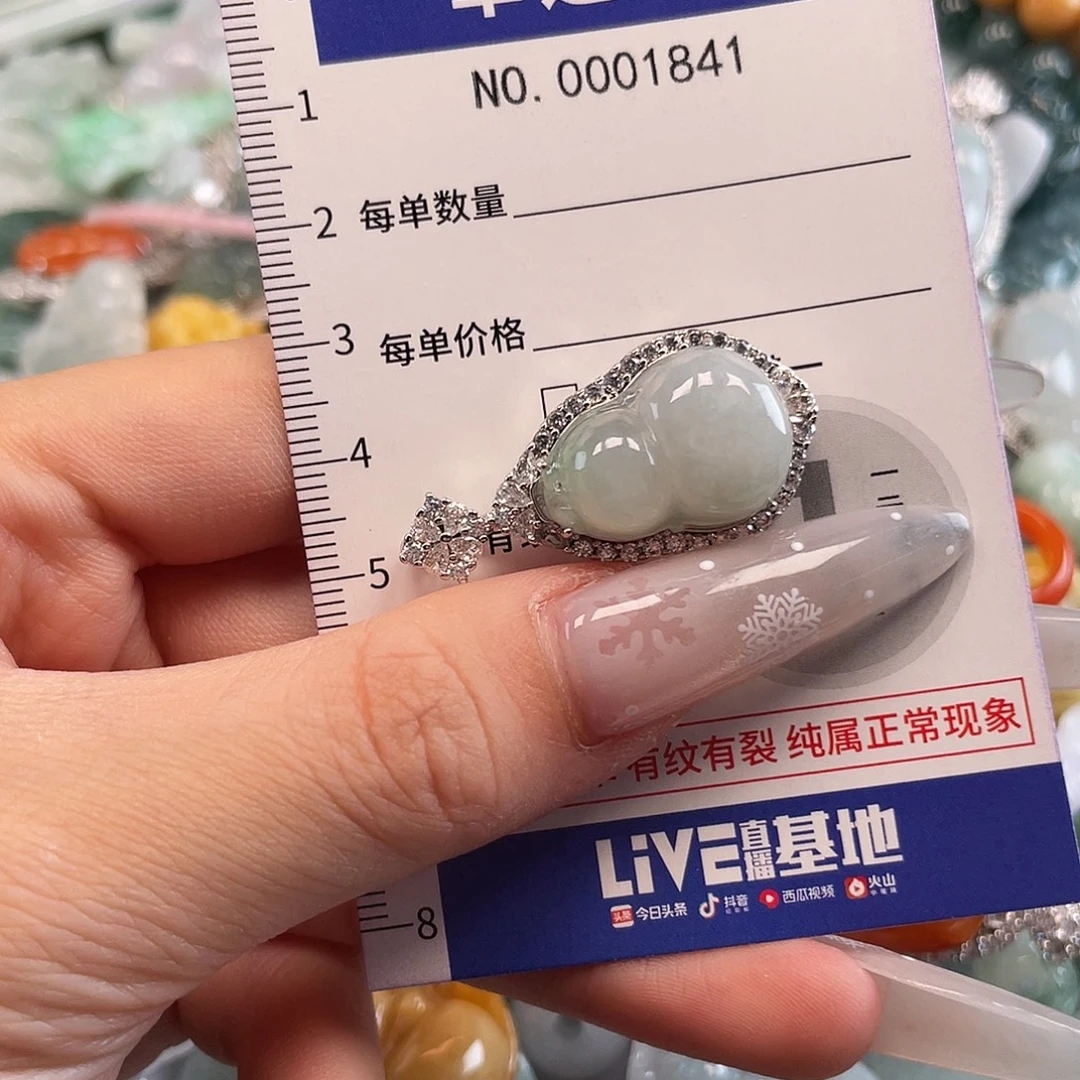 NO.0001841
1
2 每单数量
3 每单价格
4
5
有纹有裂 纯属正常现象
LiVE直播基地
头条 今日头条 抖音 西瓜视频 火山
8